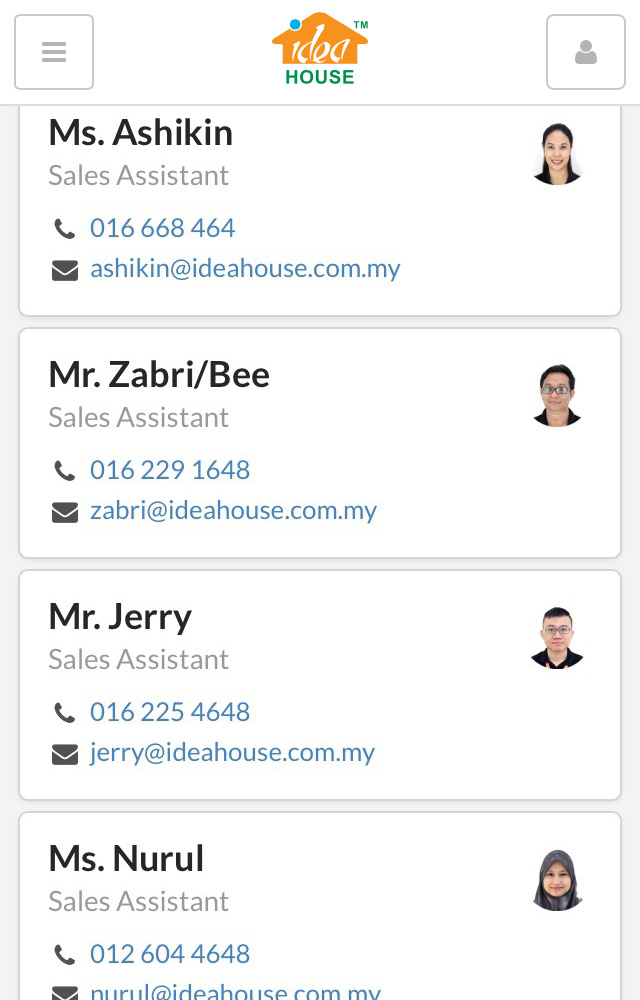 idea TM
HOUSE
Ms. Ashikin
Sales Assistant
016 668 464
ashikin@ideahouse.com.my
Mr. Zabri/Bee
Sales Assistant
016 229 1648
zabri@ideahouse.com.my
Mr. Jerry
Sales Assistant
016 225 4648
jerry@ideahouse.com.my
Ms. Nurul
Sales Assistant
012 604 4648
nurul@ideahouse.com.my